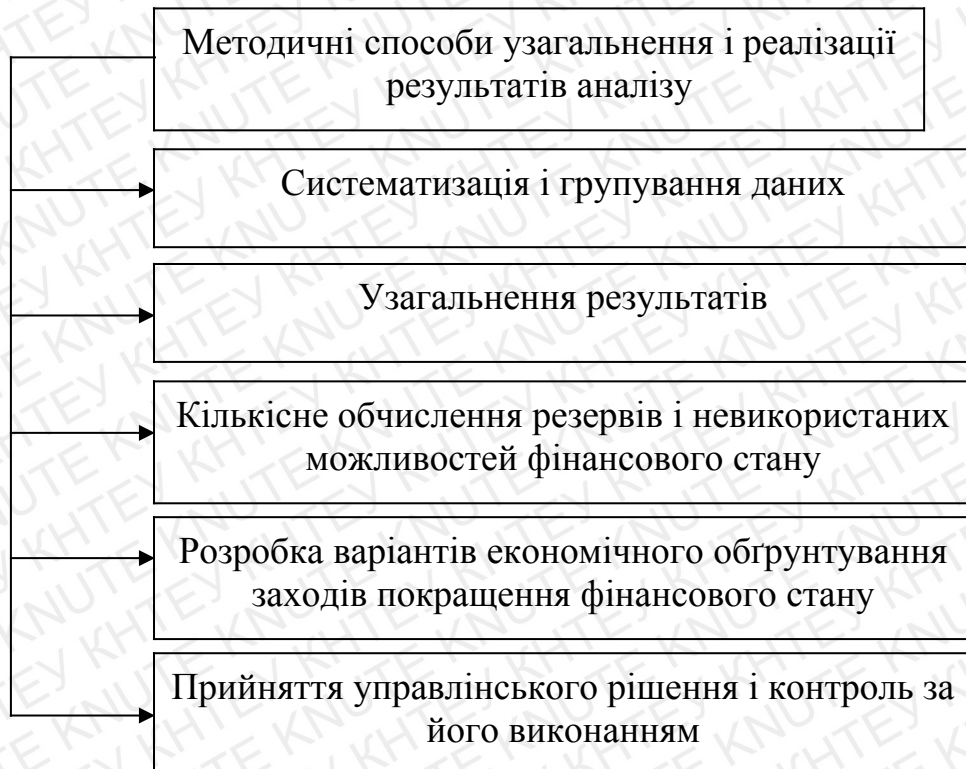 Методичні способи узагальнення і реалізації
результатів аналізу
Систематизація і групування даних
Узагальнення результатів
Кількісне обчислення резервів і невикористаних
можливостей фінансового стану
Розробка варіантів економічного обґрунтування
заходів покращення фінансового стану
Прийняття управлінського рішення і контроль за
його виконанням